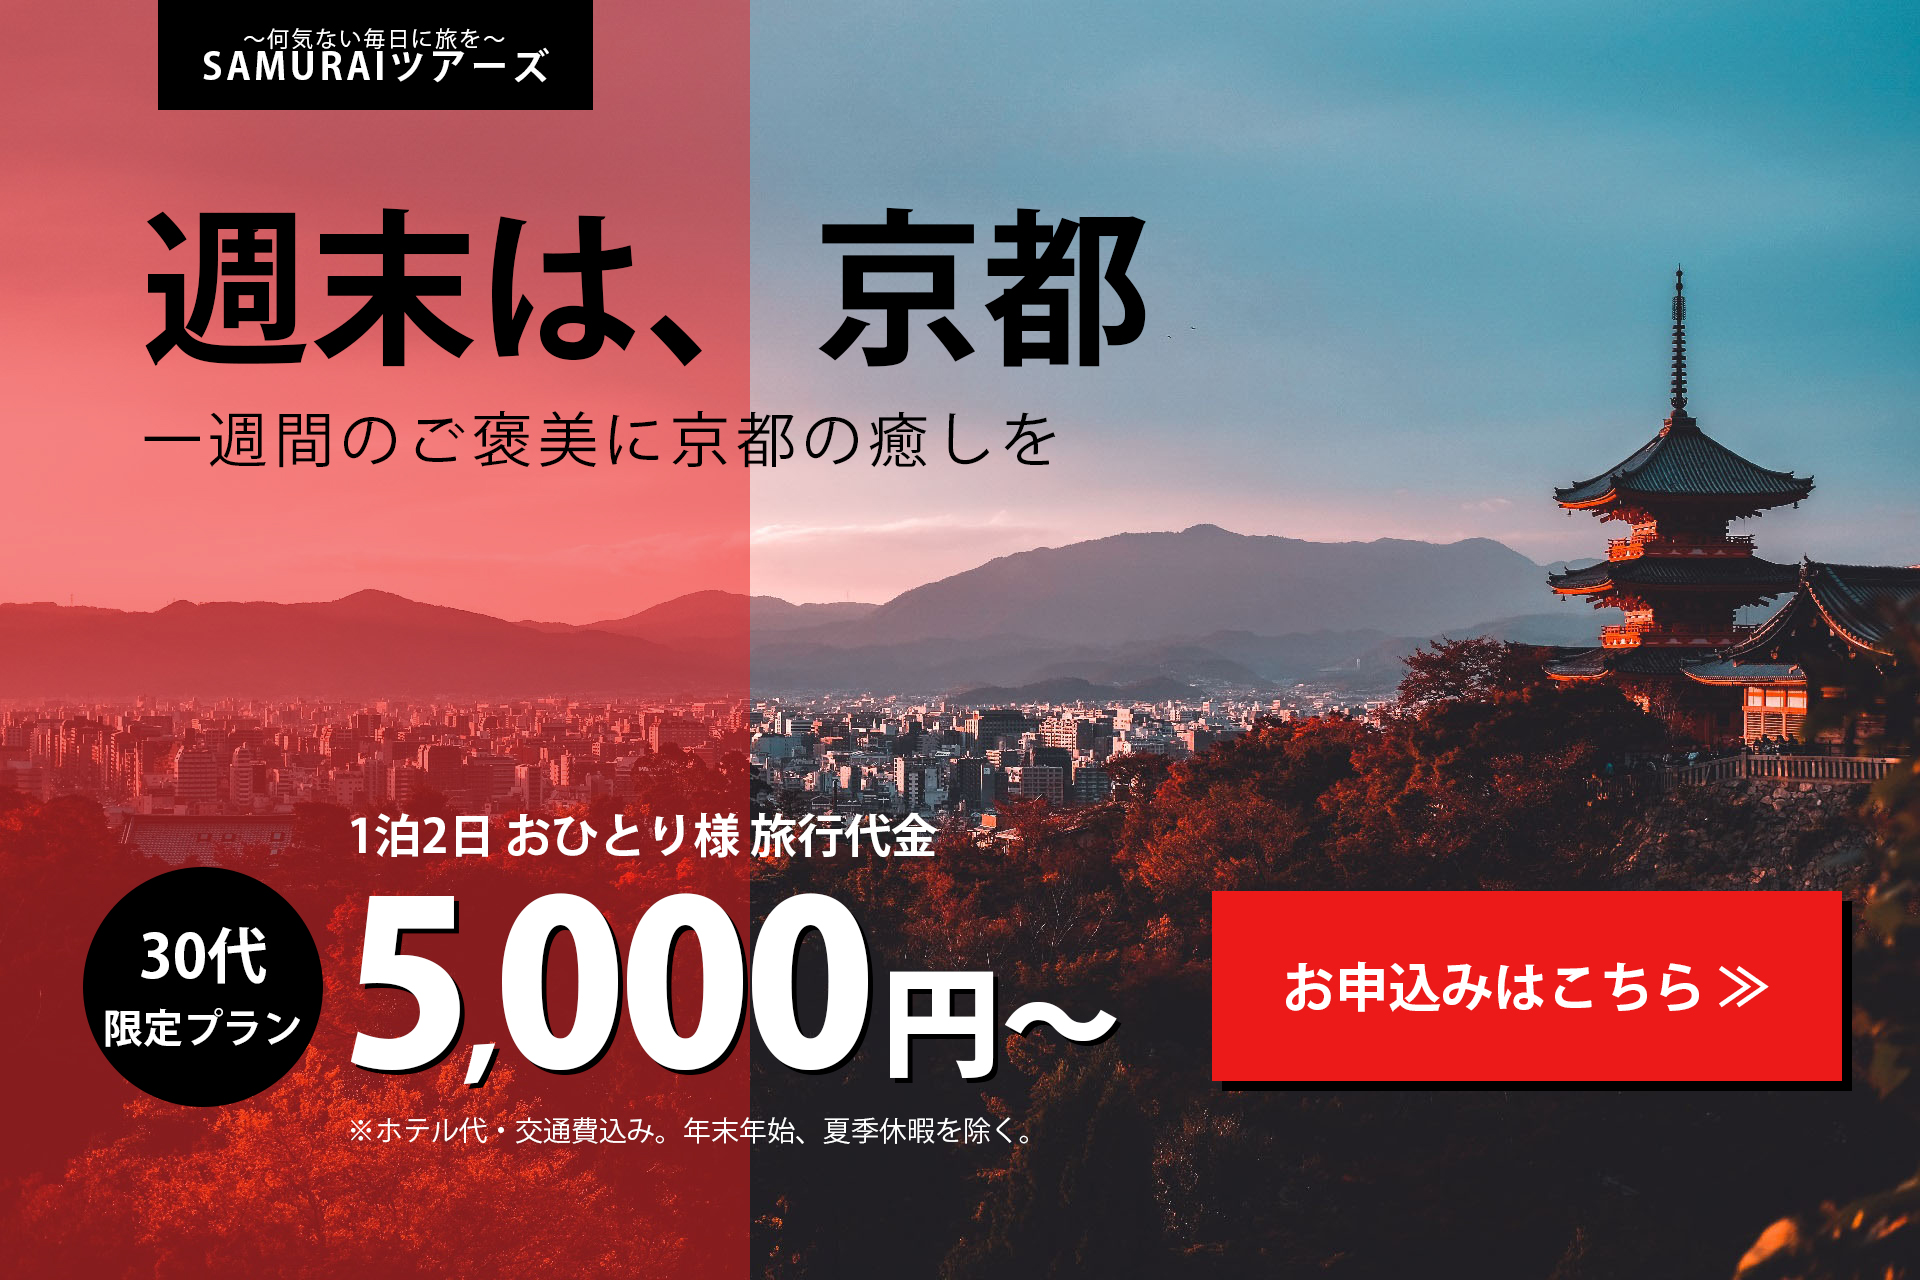 〜何気ない毎日に旅を〜
SAMURAIツアーズ
週末は、京都
一週間のご褒美に京都の癒しを
1泊2日 おひとり様 旅行代金
30代
限定プラン
5,000円〜
お申込みはこちら ≫
※ホテル代・交通費込み。年末年始、夏季休暇を除く。